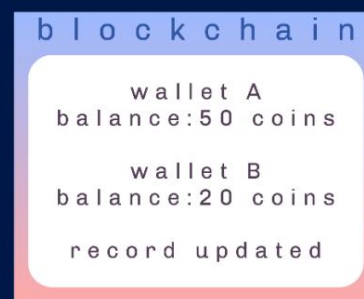 blockchain
wallet A
balance:50 coins
wallet B
balance:20 coins
record updated